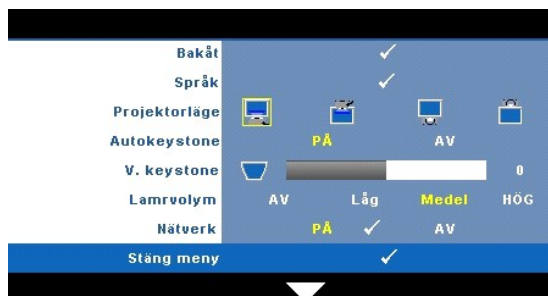 Bakåt
Språk
Projektorläge
Autokeystone PÅ AV
V. keystone 0
Lamrvolym AV Låg Medel HÖG
Nätverk PÅ AV
Stäng meny